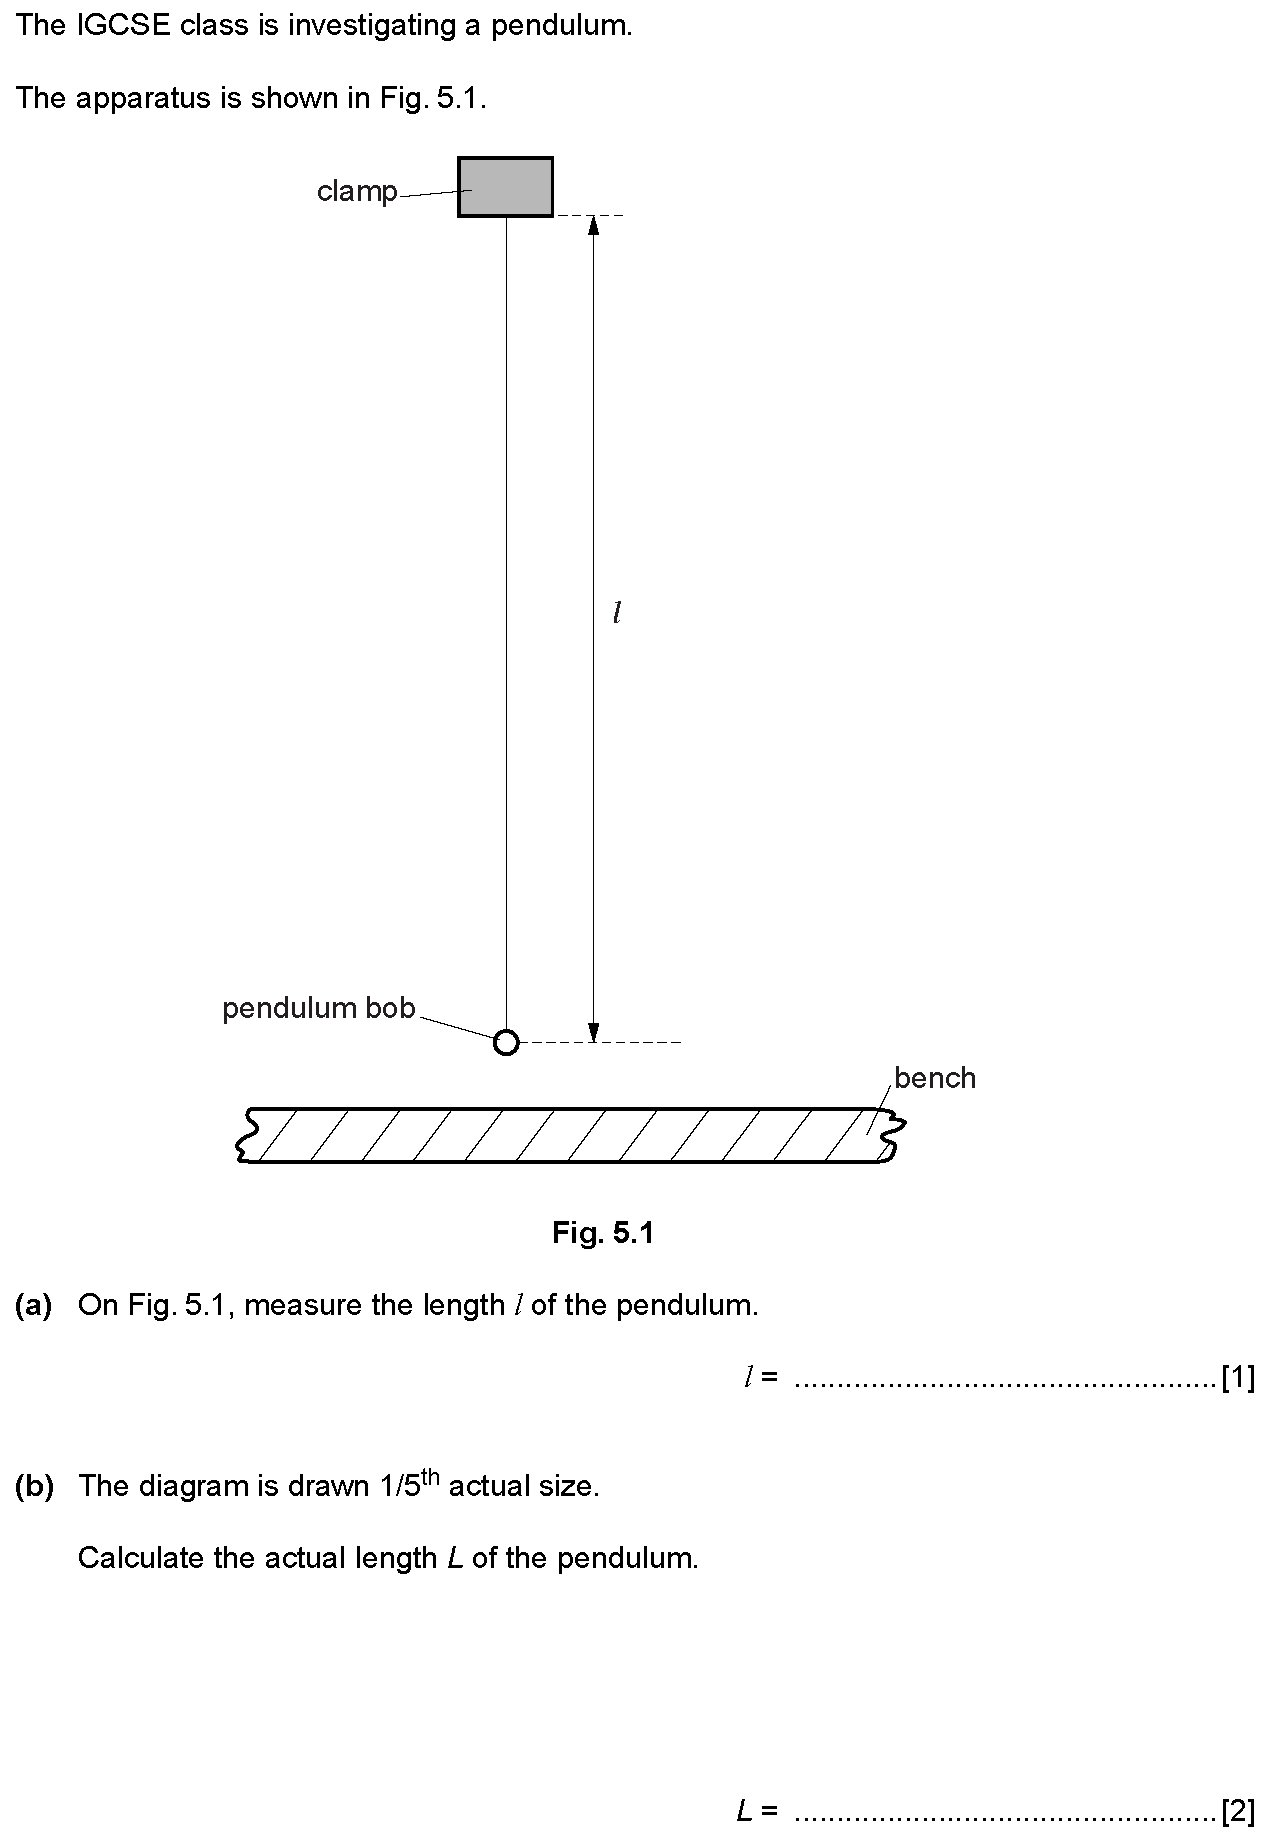 The IGCSE class is investigating a pendulum.
The apparatus is shown in Fig. 5.1.
clamp
l
pendulum bob
bench
Fig. 5.1
(a) On Fig. 5.1, measure the length l of the pendulum.
l = .................................................. [1]
(b) The diagram is drawn 1/5th actual size.
Calculate the actual length L of the pendulum.
L = .................................................. [2]